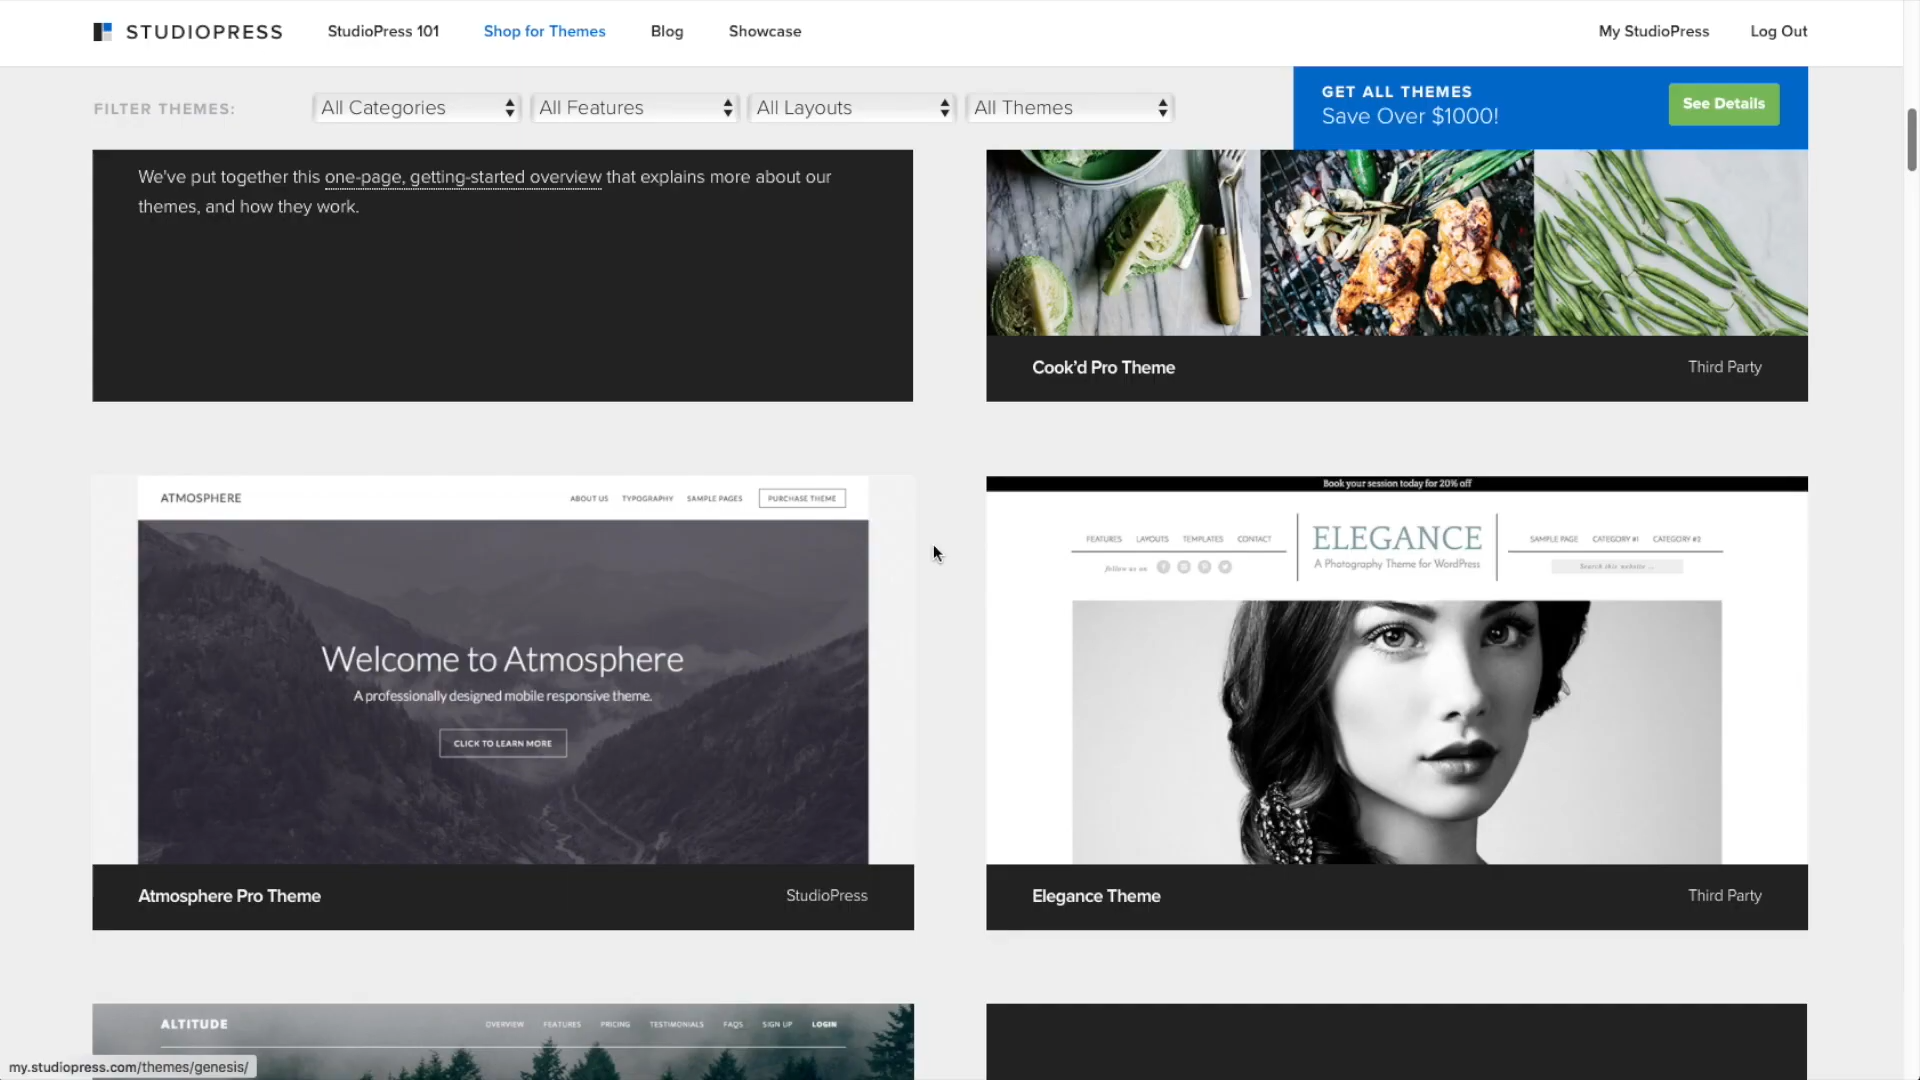 STUDIOPRESS StudioPress 101 Shop for Themes Blog Showcase My StudioPress Log Out
FILTER THEMES: All Categories All Features All Layouts All Themes
GET ALL THEMES
Save Over $1000!
See Details
We've put together this one-page, getting-started overview that explains more about our
themes, and how they work.
Cook'd Pro Theme Third Party
ATMOSPHERE ABOUT US TYPOGRAPHY SAMPLE PAGES PURCHASE THEME
Welcome to Atmosphere
A professionally designed mobile responsive theme.
CLICK TO LEARN MORE
Atmosphere Pro Theme StudioPress
Book your session today for 20% off
FEATURES LAYOUTS TEMPLATES CONTACT
follow us on
ELEGANCE
A Photography Theme for WordPress
SAMPLE PAGE CATEGORY #1 CATEGORY #2
Search this website ...
Elegance Theme Third Party
ALTITUDE OVERVIEW FEATURES PRICING TESTIMONIALS FAQS SIGN UP LOGIN
my.studiopress.com/themes/genesis/